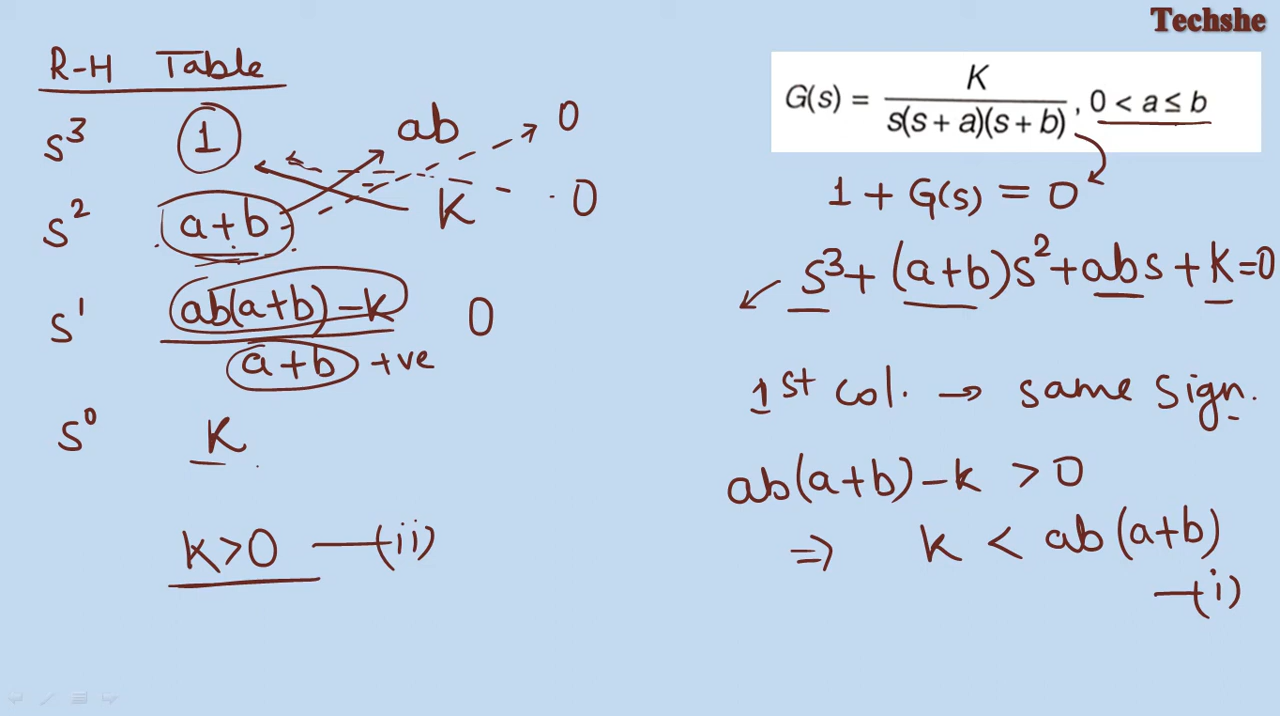 Techshe
R-H Table
s³ 1 ab 0
s² a+b K 0
s¹ ab(a+b)-k / a+b +ve 0
s⁰ K
k>0 —(ii)
G(s) = K / s(s + a)(s + b) , 0 < a ≤ b
1 + G(s) = 0
s³+(a+b)s²+abs+k=0
1st col. → same sign.
ab(a+b)-k >0
⇒ k < ab(a+b)
—(i)